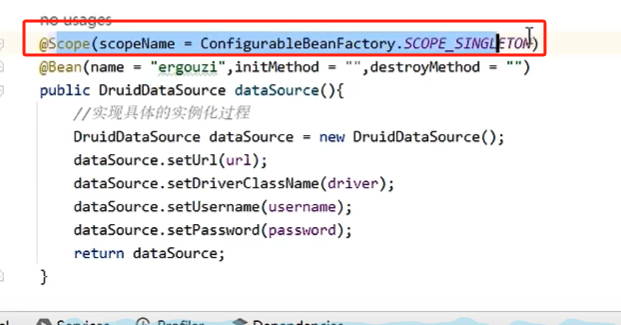 no usages
@Scope(scopeName = ConfigurableBeanFactory.SCOPE_SINGLETON)
@Bean(name = "ergouzi",initMethod = "",destroyMethod = "")
public DruidDataSource dataSource(){
//实现具体的实例化过程
DruidDataSource dataSource = new DruidDataSource();
dataSource.setUrl(url);
dataSource.setDriverClassName(driver);
dataSource.setUsername(username);
dataSource.setPassword(password);
return dataSource;
}
Services Profiler Dependencies